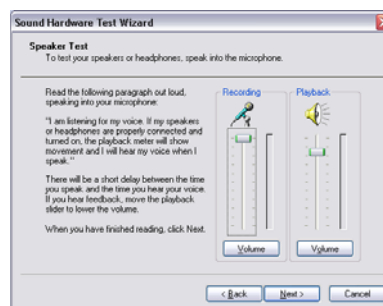 Sound Hardware Test Wizard
Speaker Test
To test your speakers or headphones, speak into the microphone.
Read the following paragraph out loud,
speaking into your microphone:
"I am listening for my voice. If my speakers
or headphones are properly connected and
turned on, the playback meter will show
movement and I will hear my voice when I
speak."
There will be a short delay between the time
you speak and the time you hear your voice.
If you hear feedback, move the playback
slider to lower the volume.
When you have finished reading, click Next.
Recording
Playback
Volume
Volume
< Back
Next >
Cancel